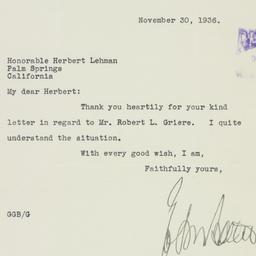 November 30, 1936.
Honorable Herbert Lehman
Palm Springs
California
My dear Herbert:
Thank you heartily for your kind
letter in regard to Mr. Robert L. Griere. I quite
understand the situation.
With every good wish, I am,
Faithfully yours,
GGB/G